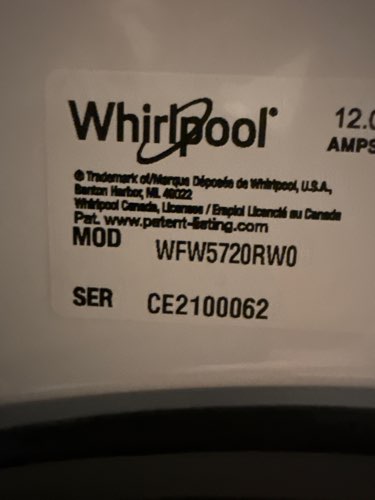 Whirlpool®
12.0
AMPS
® Trademark of/Marque Déposée de Whirlpool, U.S.A.,
Benton Harbor, MI. 49022
Whirlpool Canada, Licensee / Emploi Licencié au Canada
Pat. www.patent-listing.com
MOD WFW5720RW0
SER CE2100062